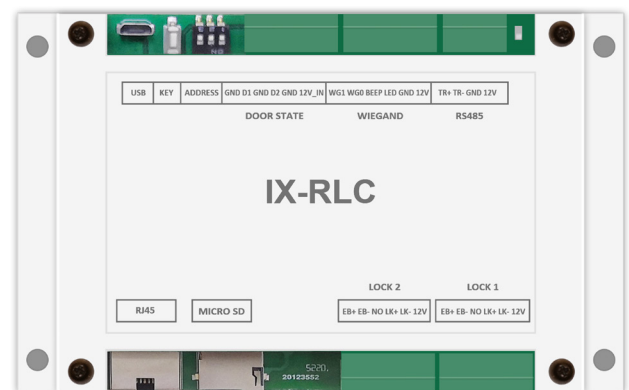 USB KEY ADDRESS GND D1 GND D2 GND 12V_IN WG1 WG0 BEEP LED GND 12V TR+ TR- GND 12V
DOOR STATE WIEGAND RS485
IX-RLC
LOCK 2 LOCK 1
RJ45 MICRO SD EB+ EB- NO LK+ LK- 12V EB+ EB- NO LK+ LK- 12V
5220.
20123552